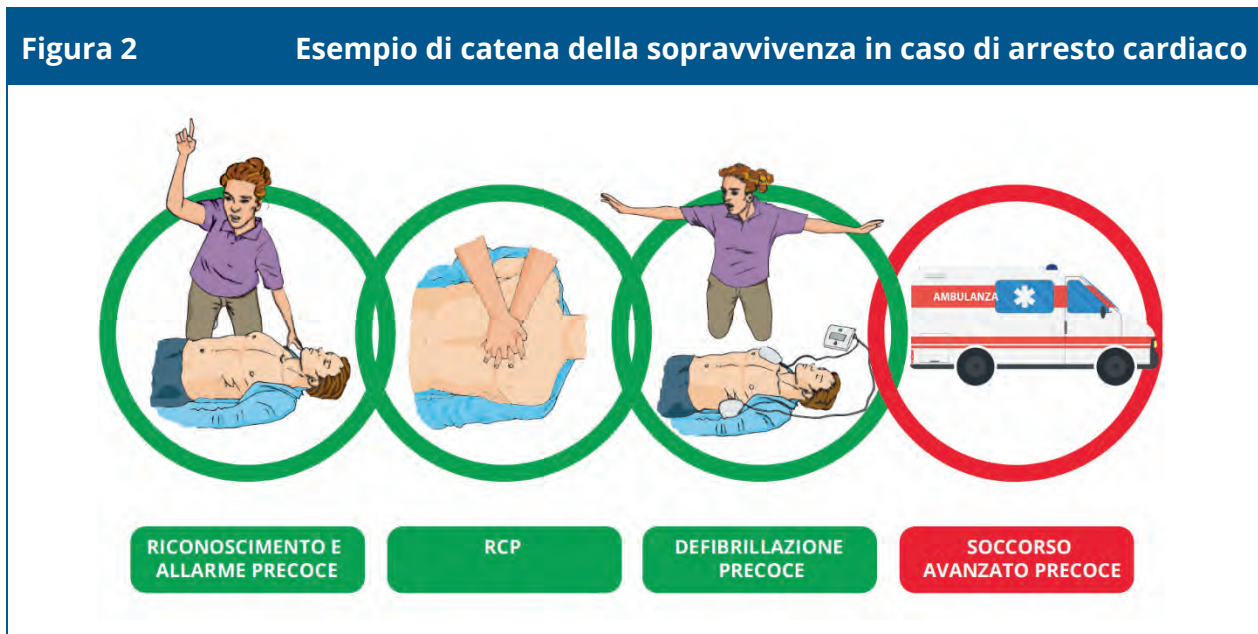 Figura 2 Esempio di catena della sopravvivenza in caso di arresto cardiaco
AMBULANZA
RICONOSCIMENTO E
ALLARME PRECOCE
RCP
DEFIBRILLAZIONE
PRECOCE
SOCCORSO
AVANZATO PRECOCE